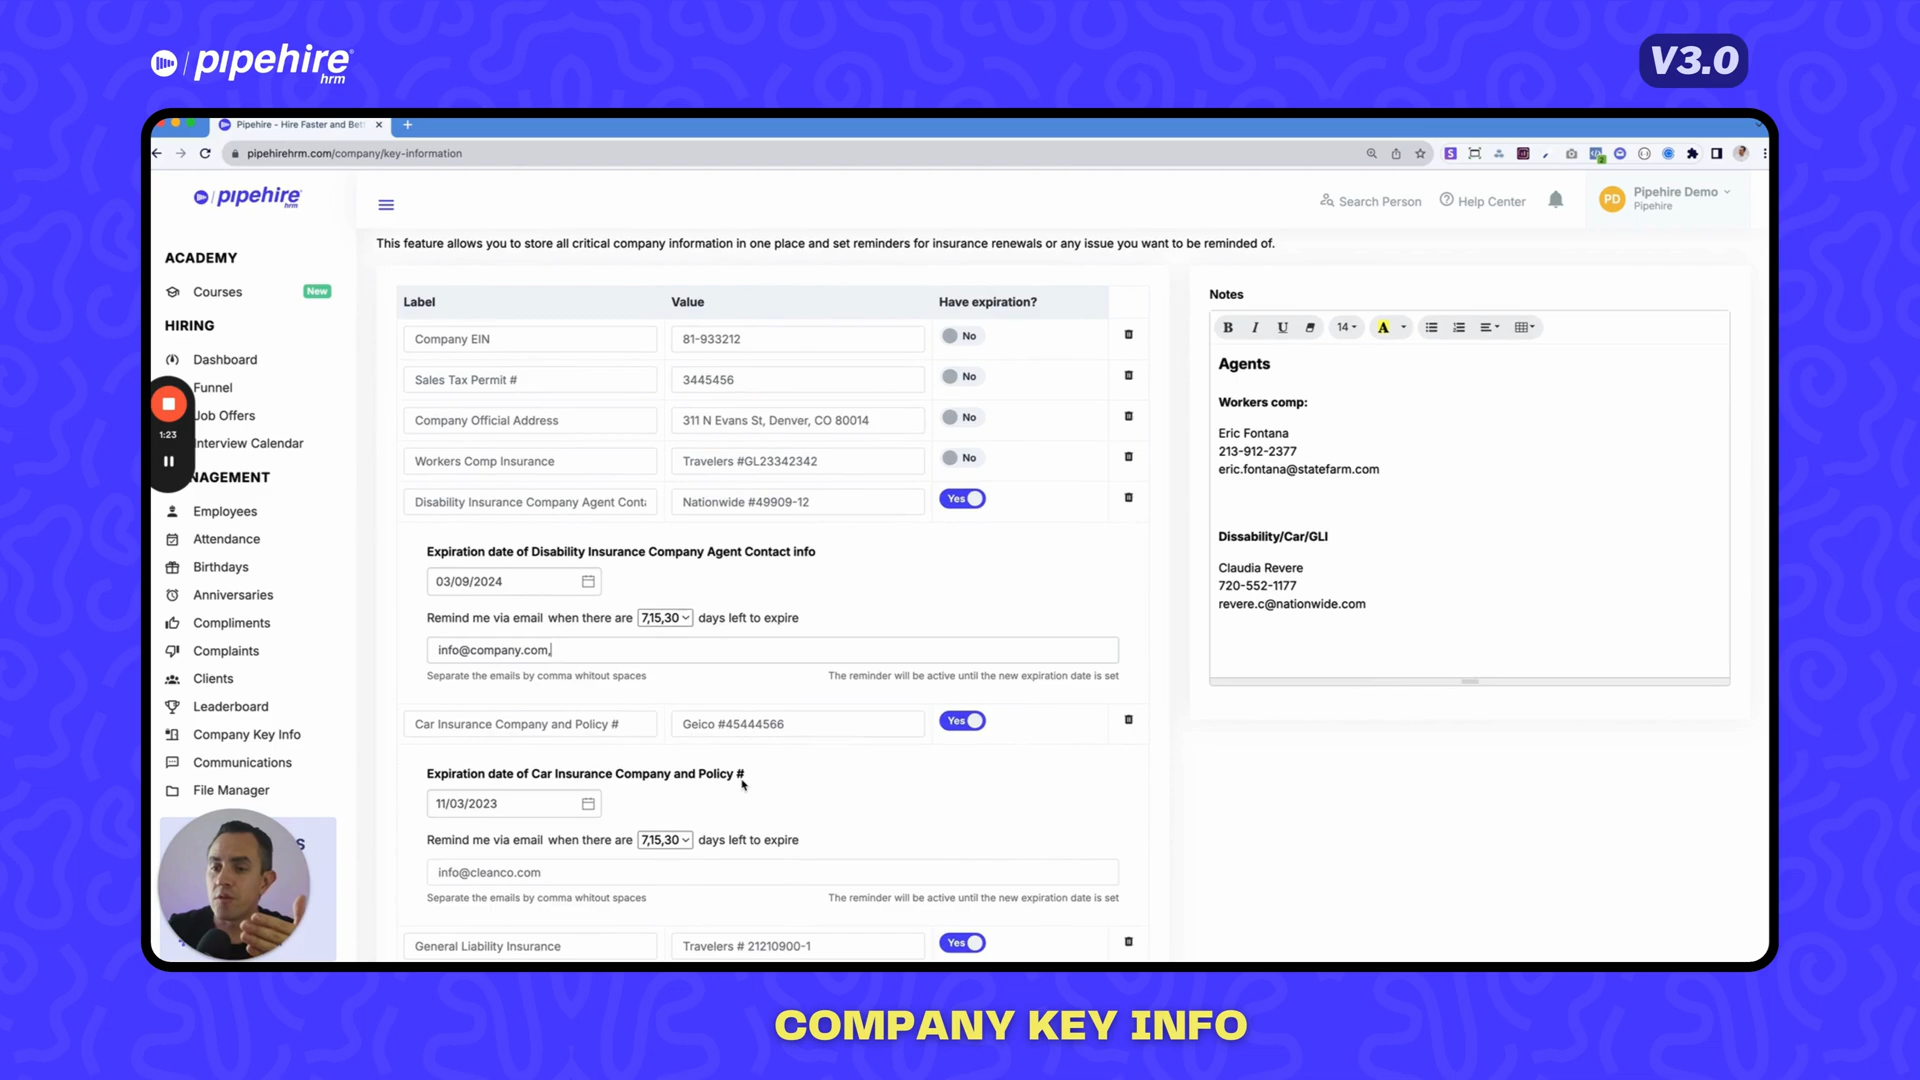 pipehire hrm
V3.0
Pipehire - Hire Faster and Bet
pipehirehrm.com/company/key-information
pipehire hrm
Search Person
Help Center
PD
Pipehire Demo
Pipehire
This feature allows you to store all critical company information in one place and set reminders for insurance renewals or any issue you want to be reminded of.
ACADEMY
Courses New
HIRING
Dashboard
Funnel
Job Offers
Interview Calendar
1:23
NAGEMENT
Employees
Attendance
Birthdays
Anniversaries
Compliments
Complaints
Clients
Leaderboard
Company Key Info
Communications
File Manager
Label Value Have expiration?
Company EIN 81-933212 No
Sales Tax Permit # 3445456 No
Company Official Address 311 N Evans St, Denver, CO 80014 No
Workers Comp Insurance Travelers #GL23342342 No
Disability Insurance Company Agent Conta Nationwide #49909-12 Yes
Expiration date of Disability Insurance Company Agent Contact info
03/09/2024
Remind me via email when there are 7,15,30 days left to expire
info@company.com,
Separate the emails by comma whitout spaces The reminder will be active until the new expiration date is set
Car Insurance Company and Policy # Geico #45444566 Yes
Expiration date of Car Insurance Company and Policy #
11/03/2023
Remind me via email when there are 7,15,30 days left to expire
info@cleanco.com
Separate the emails by comma whitout spaces The reminder will be active until the new expiration date is set
General Liability Insurance Travelers # 21210900-1 Yes
Notes
B I U 14 A
Agents
Workers comp:
Eric Fontana
213-912-2377
eric.fontana@statefarm.com
Dissability/Car/GLI
Claudia Revere
720-552-1177
revere.c@nationwide.com
COMPANY KEY INFO